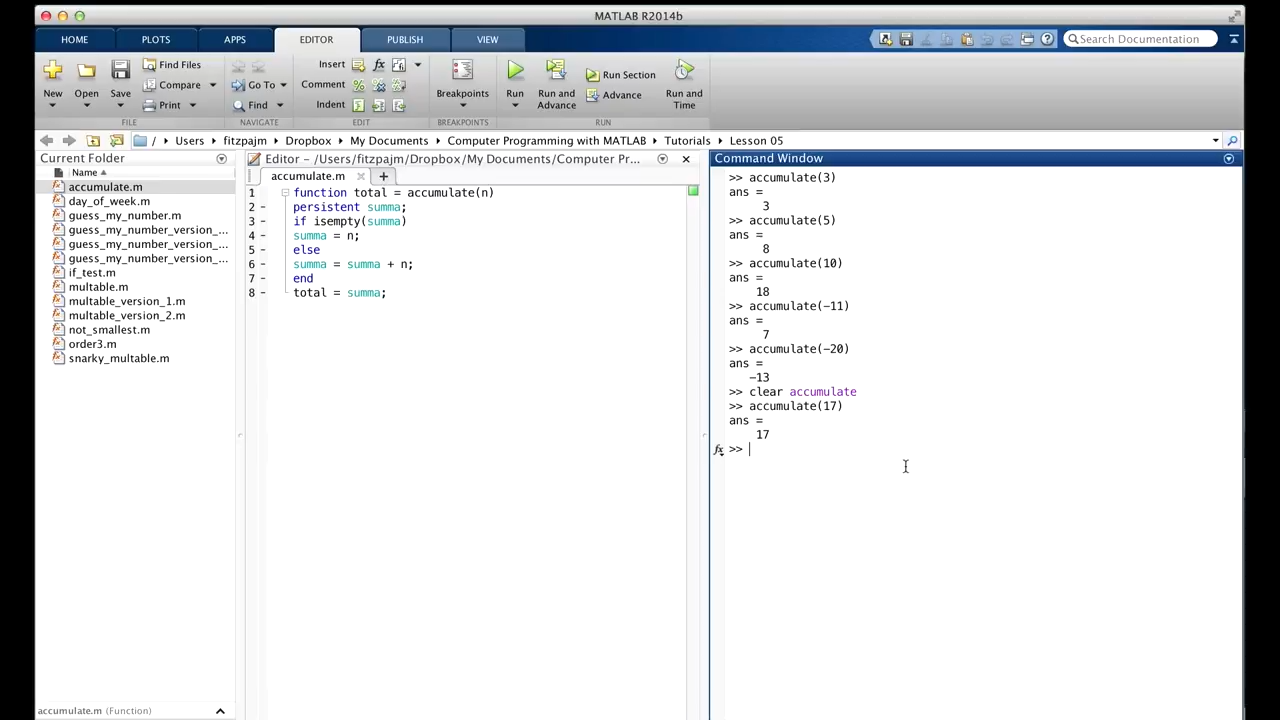 MATLAB R2014b
HOME PLOTS APPS EDITOR PUBLISH VIEW Search Documentation
New Open Save Find Files Compare Print Go To Find Insert Comment Indent Breakpoints Run Run and Advance Run Section Advance Run and Time
FILE NAVIGATE EDIT BREAKPOINTS RUN
/ Users fitzpajm Dropbox My Documents Computer Programming with MATLAB Tutorials Lesson 05
Current Folder
Name
accumulate.m
day_of_week.m
guess_my_number.m
guess_my_number_version_...
guess_my_number_version_...
guess_my_number_version_...
if_test.m
multable.m
multable_version_1.m
multable_version_2.m
not_smallest.m
order3.m
snarky_multable.m
accumulate.m (Function)
Editor – /Users/fitzpajm/Dropbox/My Documents/Computer Pr...
accumulate.m +
1 function total = accumulate(n)
2 – persistent summa;
3 – if isempty(summa)
4 – summa = n;
5 – else
6 – summa = summa + n;
7 – end
8 – total = summa;
Command Window
>> accumulate(3)
ans =
3
>> accumulate(5)
ans =
8
>> accumulate(10)
ans =
18
>> accumulate(-11)
ans =
7
>> accumulate(-20)
ans =
-13
>> clear accumulate
>> accumulate(17)
ans =
17
fx >>